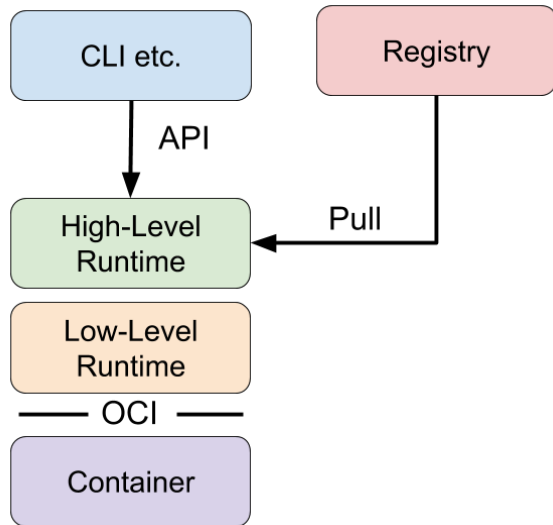 CLI etc.
Registry
API
High-Level
Runtime
Pull
Low-Level
Runtime
OCI
Container